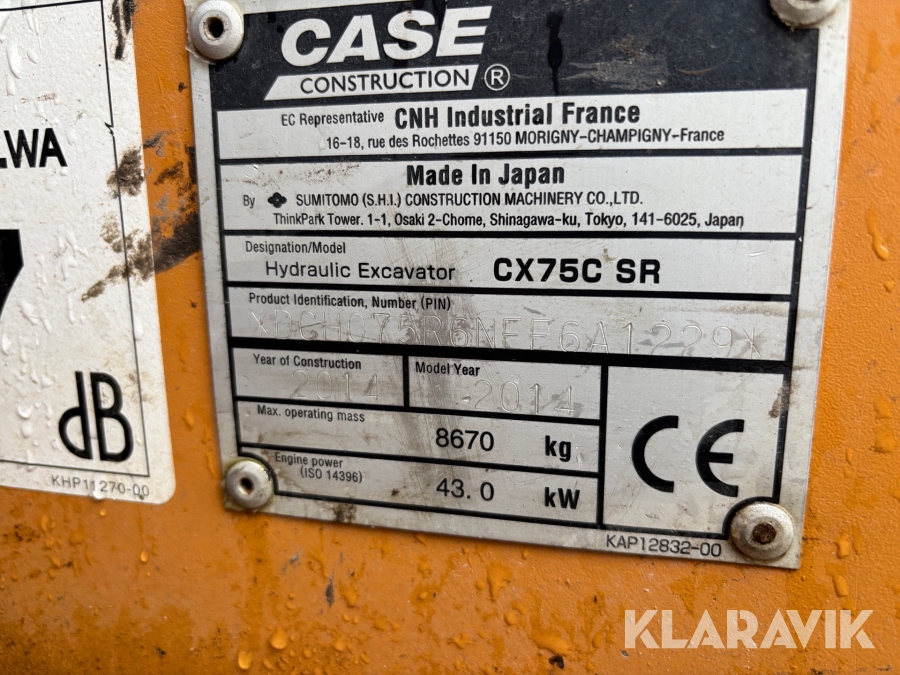 LWA
7
dB
KHP11270-00
CASE
CONSTRUCTION ®
EC Representative CNH Industrial France
16-18, rue des Rochettes 91150 MORIGNY-CHAMPIGNY-France
Made In Japan
By SUMITOMO (S.H.I.) CONSTRUCTION MACHINERY CO.,LTD.
ThinkPark Tower. 1-1, Osaki 2-Chome, Shinagawa-ku, Tokyo, 141-6025, Japan
Designation/Model
Hydraulic Excavator CX75C SR
Product Identification, Number (PIN)
Year of Construction
2014
Model Year
2014
Max. operating mass
8670 kg
Engine power
(ISO 14396)
43.0 kW
CE
KAP12832-00
KLARAVIK